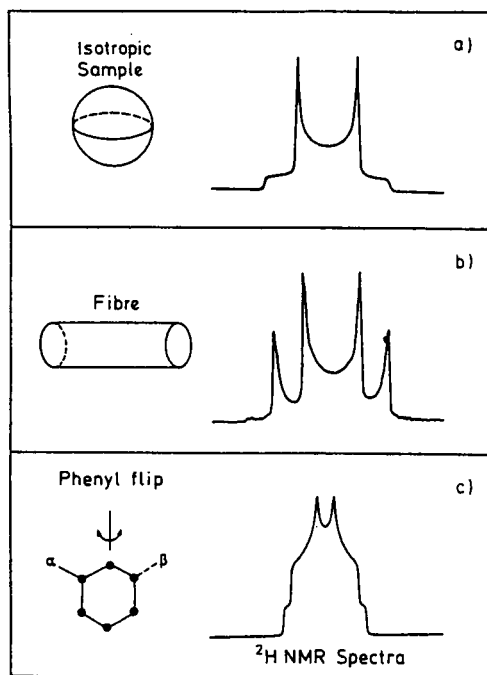 Isotropic
Sample
a)
Fibre
b)
Phenyl flip
c)
α
β
²H NMR Spectra